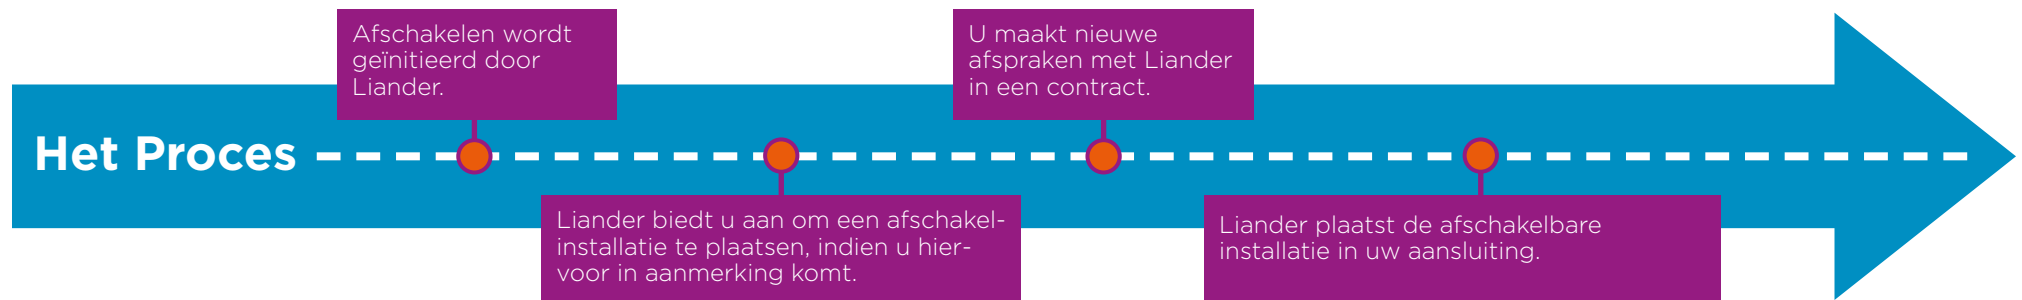 Het Proces
Afschakelen wordt
geïnitieerd door
Liander.
Liander biedt u aan om een afschakel-
installatie te plaatsen, indien u hier-
voor in aanmerking komt.
U maakt nieuwe
afspraken met Liander
in een contract.
Liander plaatst de afschakelbare
installatie in uw aansluiting.